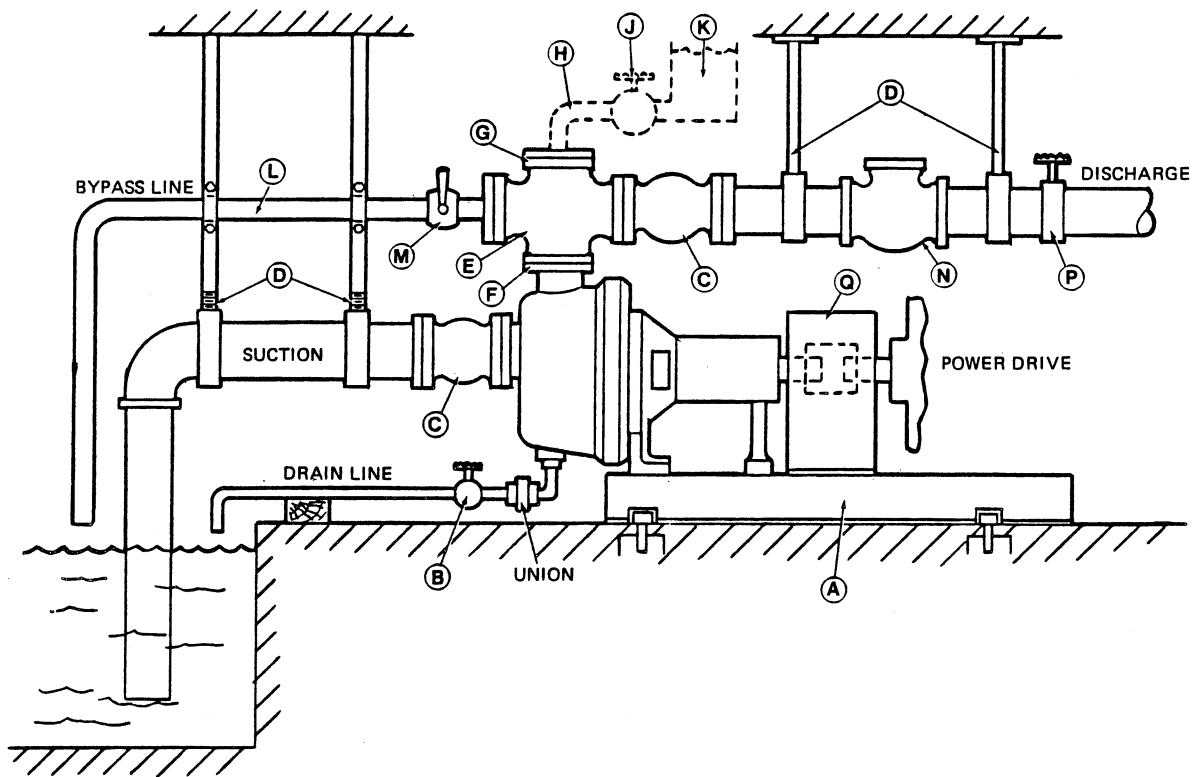 J
K
H
D
G
L
BYPASS LINE
DISCHARGE
M
E
C
N
P
F
D
Q
SUCTION
POWER DRIVE
C
DRAIN LINE
B
UNION
A